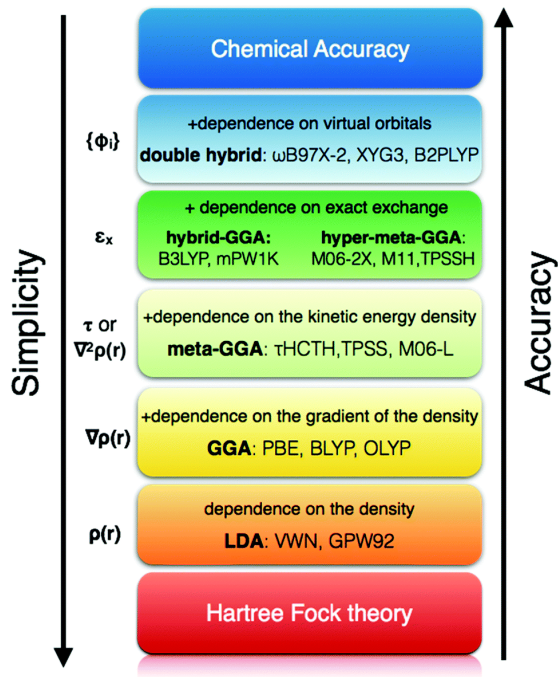 Chemical Accuracy
{ϕi}
+dependence on virtual orbitals
double hybrid: ωB97X-2, XYG3, B2PLYP
εx
+ dependence on exact exchange
hybrid-GGA:
B3LYP, mPW1K
hyper-meta-GGA:
M06-2X, M11,TPSSH
τ or
∇²ρ(r)
+dependence on the kinetic energy density
meta-GGA: τHCTH,TPSS, M06-L
∇ρ(r)
+dependence on the gradient of the density
GGA: PBE, BLYP, OLYP
ρ(r)
dependence on the density
LDA: VWN, GPW92
Hartree Fock theory
Simplicity
Accuracy